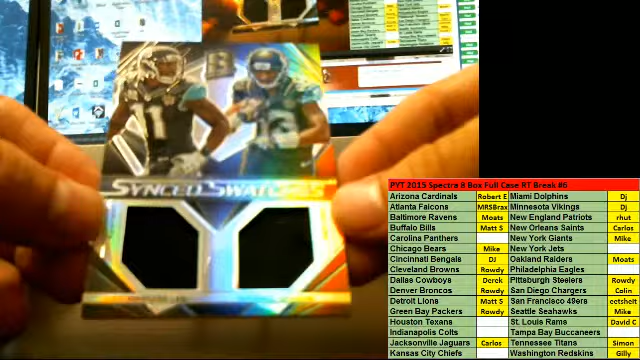 11
SYNCED SWATCHES
PYT 2015 Spectra 8 Box Full Case RT Break #6
Arizona Cardinals Robert E Miami Dolphins Dj
Atlanta Falcons MRSBrax Minnesota Vikings Dj
Baltimore Ravens Moats New England Patriots rhut
Buffalo Bills Matt S New Orleans Saints Carlos
Carolina Panthers New York Giants Mike
Chicago Bears Mike New York Jets
Cincinnati Bengals DJ Oakland Raiders Moats
Cleveland Browns Rowdy Philadelphia Eagles
Dallas Cowboys Derek Pittsburgh Steelers Rowdy
Denver Broncos Rowdy San Diego Chargers Colin
Detroit Lions Matt S San Francisco 49ers eetsheit
Green Bay Packers Rowdy Seattle Seahawks Mike
Houston Texans St. Louis Rams David C
Indianapolis Colts Tampa Bay Buccaneers
Jacksonville Jaguars Carlos Tennessee Titans Simon
Kansas City Chiefs Washington Redskins Gilly